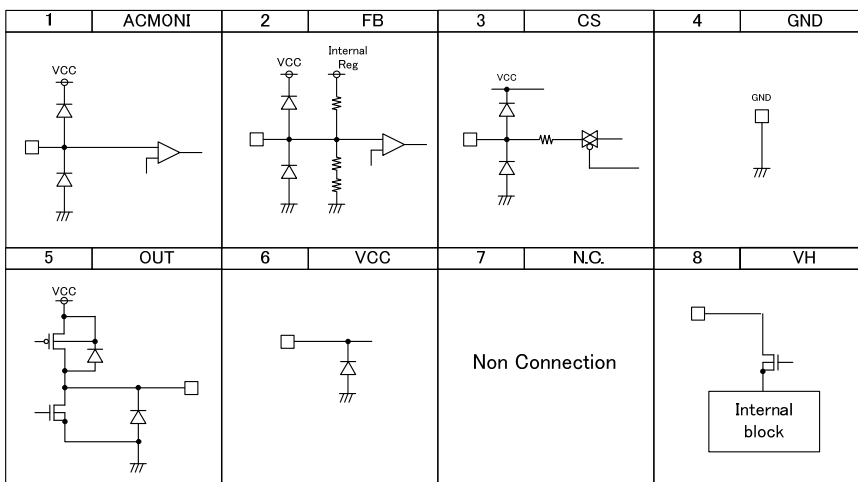 1 ACMONI 2 FB 3 CS 4 GND
VCC
VCC
Internal
Reg
VCC
GND
5 OUT 6 VCC 7 N.C. 8 VH
VCC
Non Connection
Internal
block